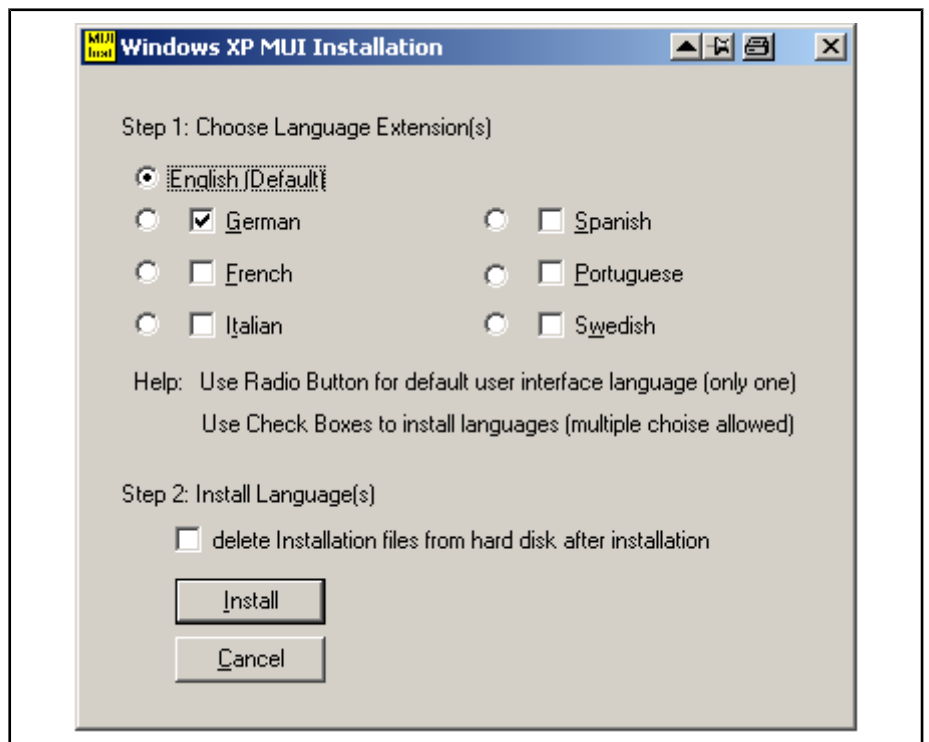 MUI
Inst
Windows XP MUI Installation
Step 1: Choose Language Extension(s)
English (Default)
German
Spanish
French
Portuguese
Italian
Swedish
Help: Use Radio Button for default user interface language (only one)
Use Check Boxes to install languages (multiple choise allowed)
Step 2: Install Language(s)
delete Installation files from hard disk after installation
Install
Cancel